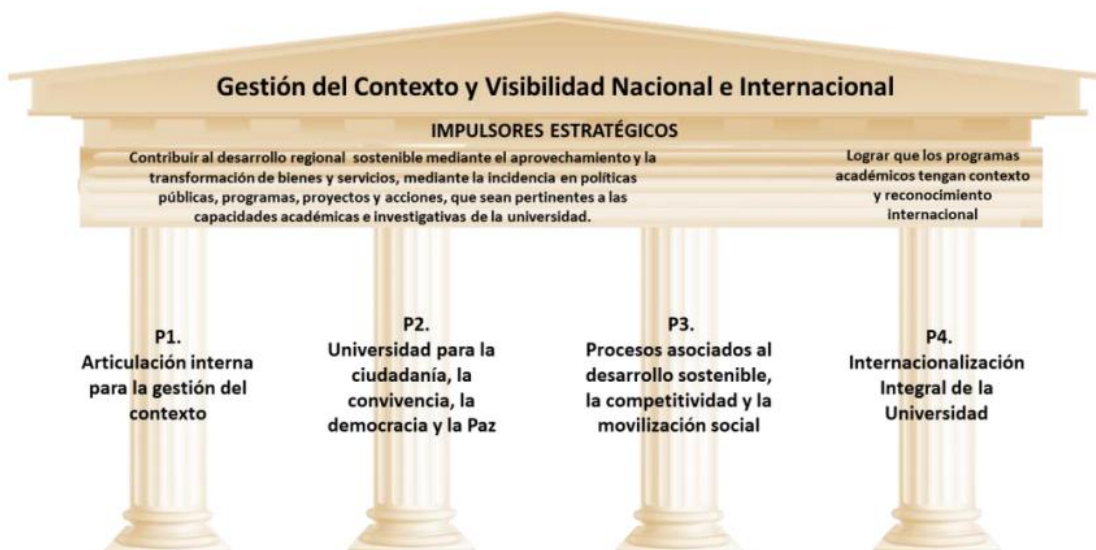 Gestión del Contexto y Visibilidad Nacional e Internacional
IMPULSORES ESTRATÉGICOS
Contribuir al desarrollo regional sostenible mediante el aprovechamiento y la
transformación de bienes y servicios, mediante la incidencia en políticas
públicas, programas, proyectos y acciones, que sean pertinentes a las
capacidades académicas e investigativas de la universidad.
Lograr que los programas
académicos tengan contexto
y reconocimiento
internacional
P1.
Articulación interna
para la gestión del
contexto
P2.
Universidad para la
ciudadanía, la
convivencia, la
democracia y la Paz
P3.
Procesos asociados al
desarrollo sostenible,
la competitividad y la
movilización social
P4.
Internacionalización
Integral de la
Universidad